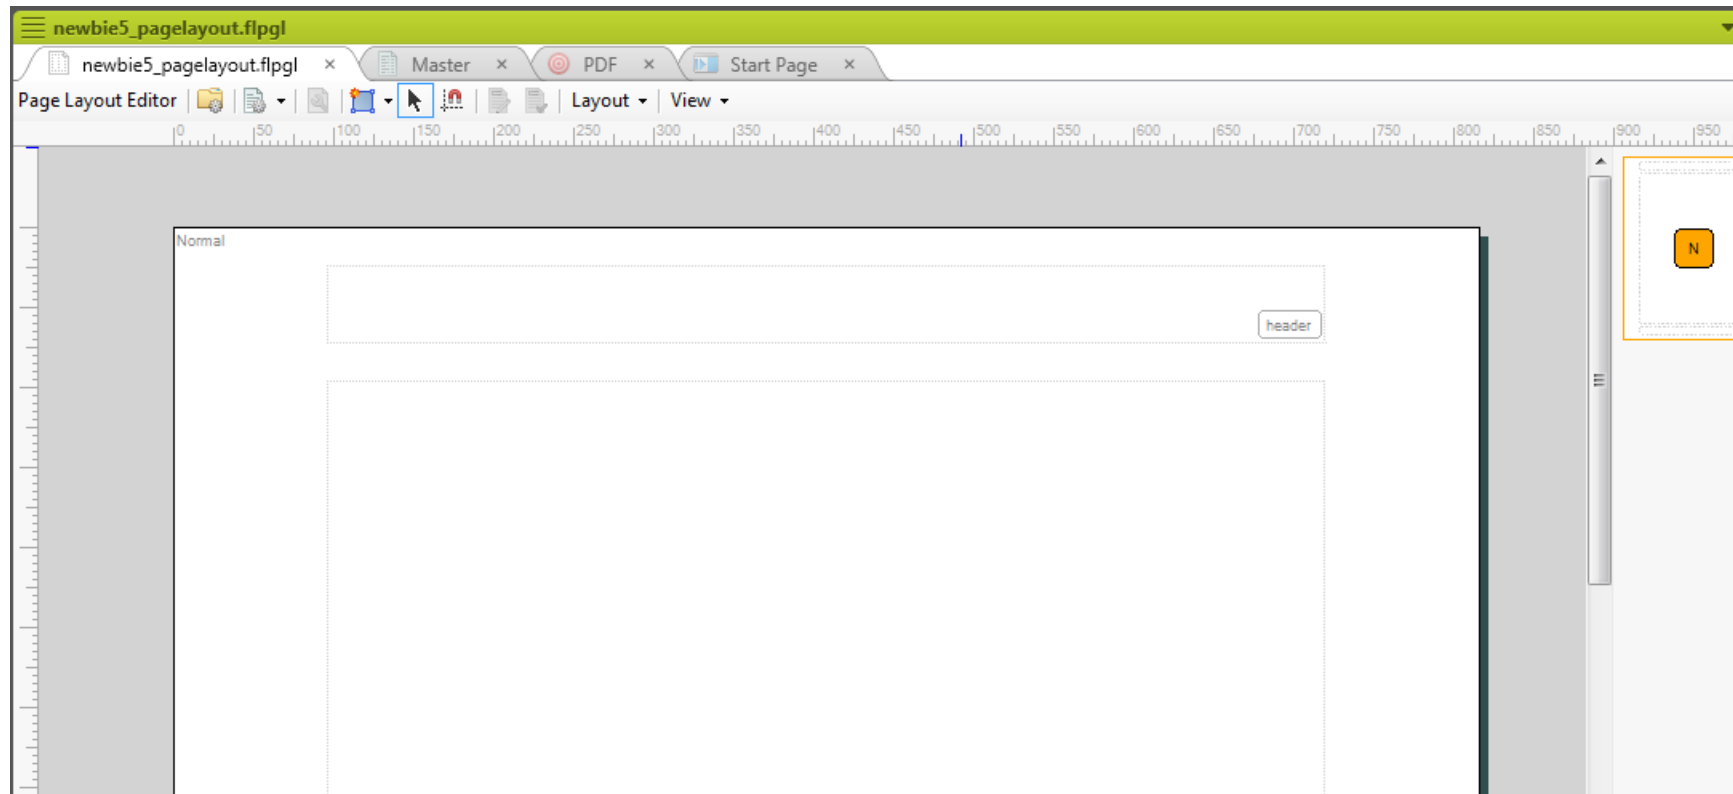 newbie5_pagelayout.flpgl
newbie5_pagelayout.flpgl × Master × PDF × Start Page ×
Page Layout Editor Layout View
0 50 100 150 200 250 300 350 400 450 500 550 600 650 700 750 800 850 900 950
Normal
N
header